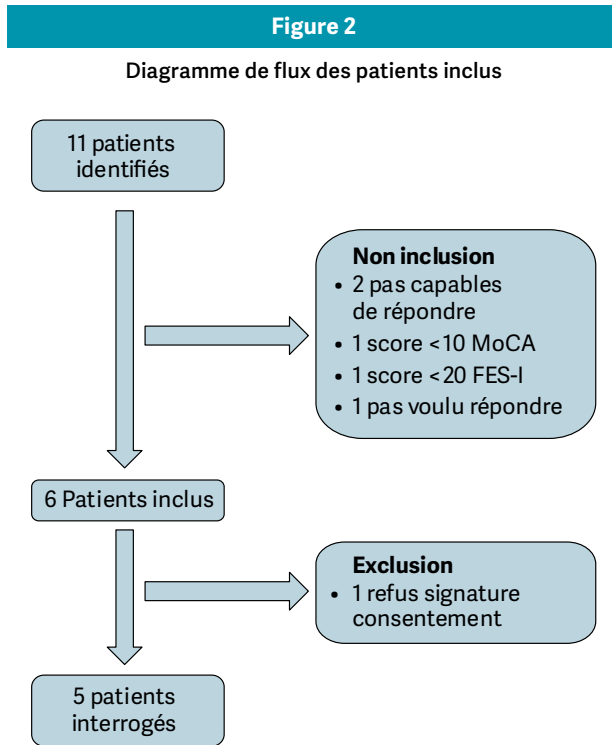 Figure 2
Diagramme de flux des patients inclus
11 patients
identifiés
Non inclusion
• 2 pas capables
de répondre
• 1 score <10 MoCA
• 1 score <20 FES-I
• 1 pas voulu répondre
6 Patients inclus
Exclusion
• 1 refus signature
consentement
5 patients
interrogés